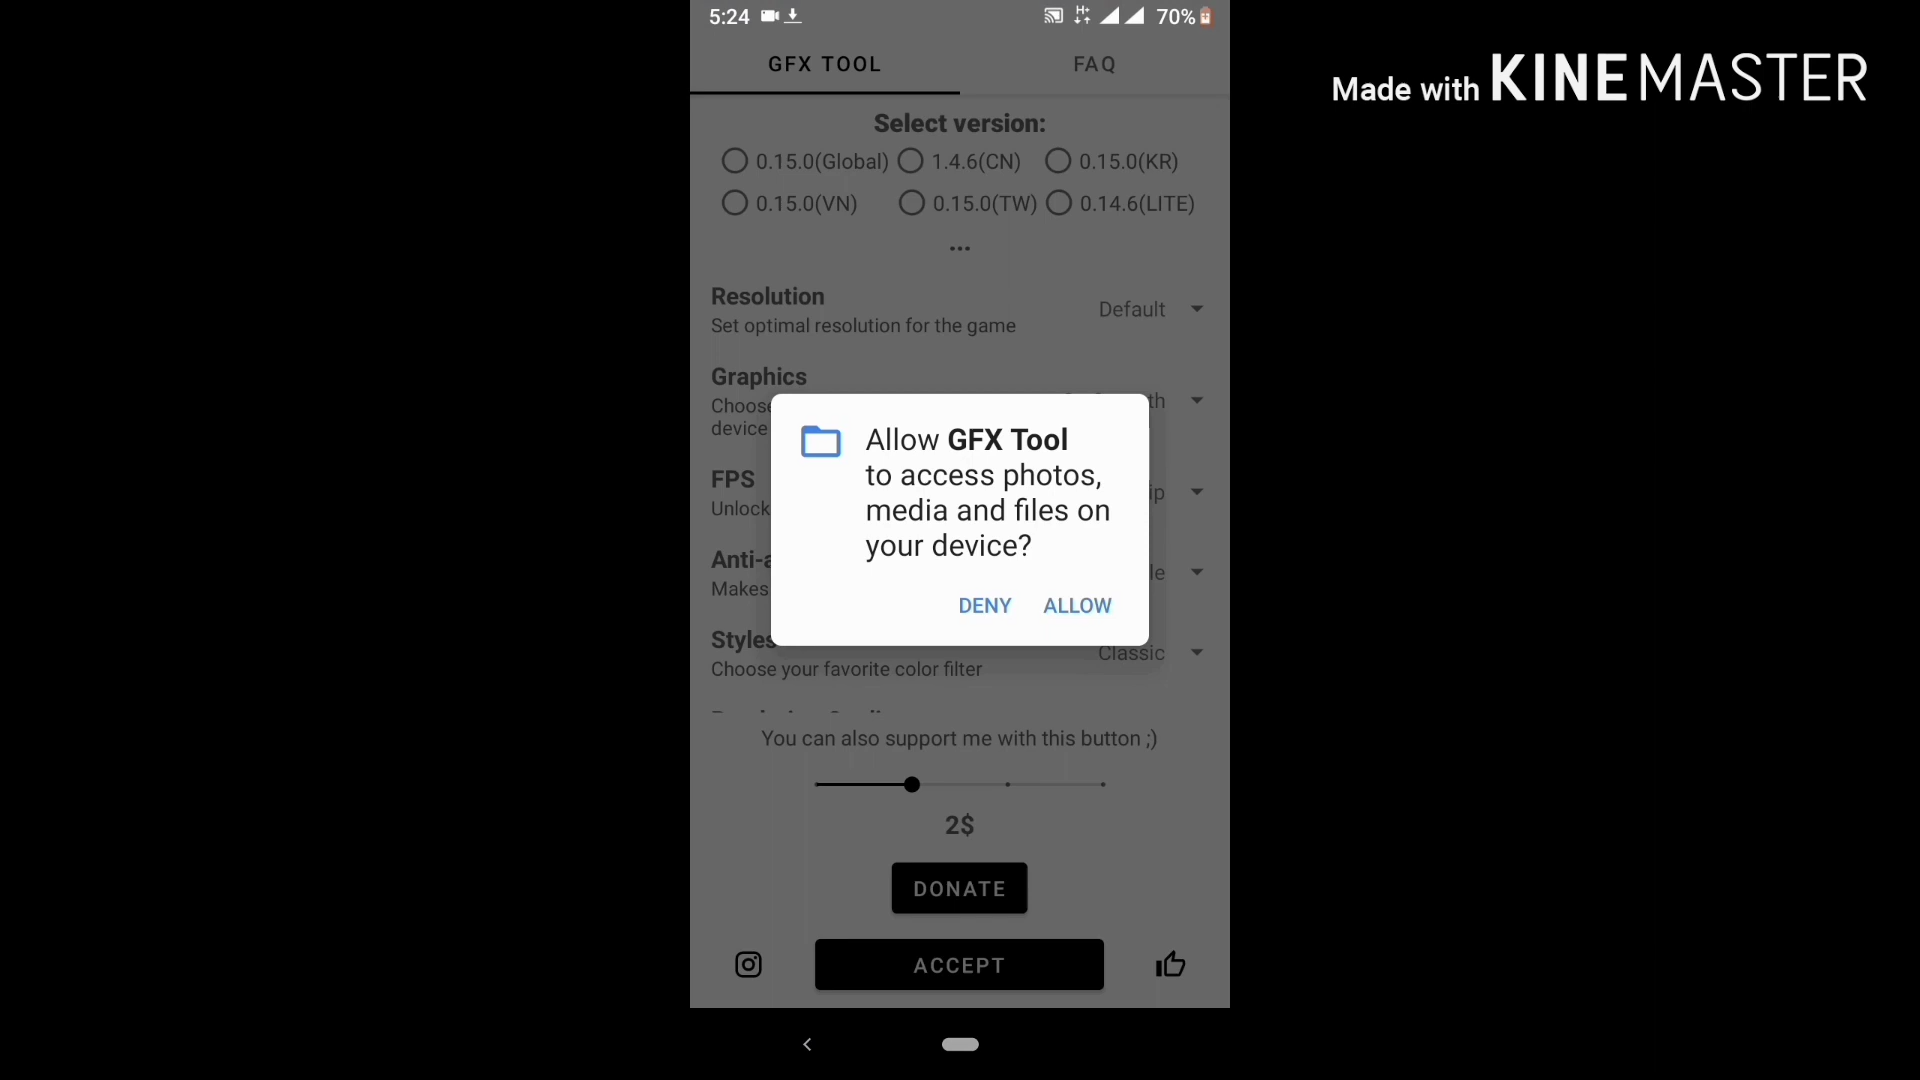 5:24 H+ 70%
Made with KINEMASTER
GFX TOOL FAQ
Select version:
0.15.0(Global) 1.4.6(CN) 0.15.0(KR)
0.15.0(VN) 0.15.0(TW) 0.14.6(LITE)
...
Resolution
Default
Set optimal resolution for the game
Graphics
Choose
device
FPS
Unlock
Makes
Allow GFX Tool
to access photos,
media and files on
your device?
DENY ALLOW
Styles
Classic
Choose your favorite color filter
You can also support me with this button ;)
2$
DONATE
ACCEPT